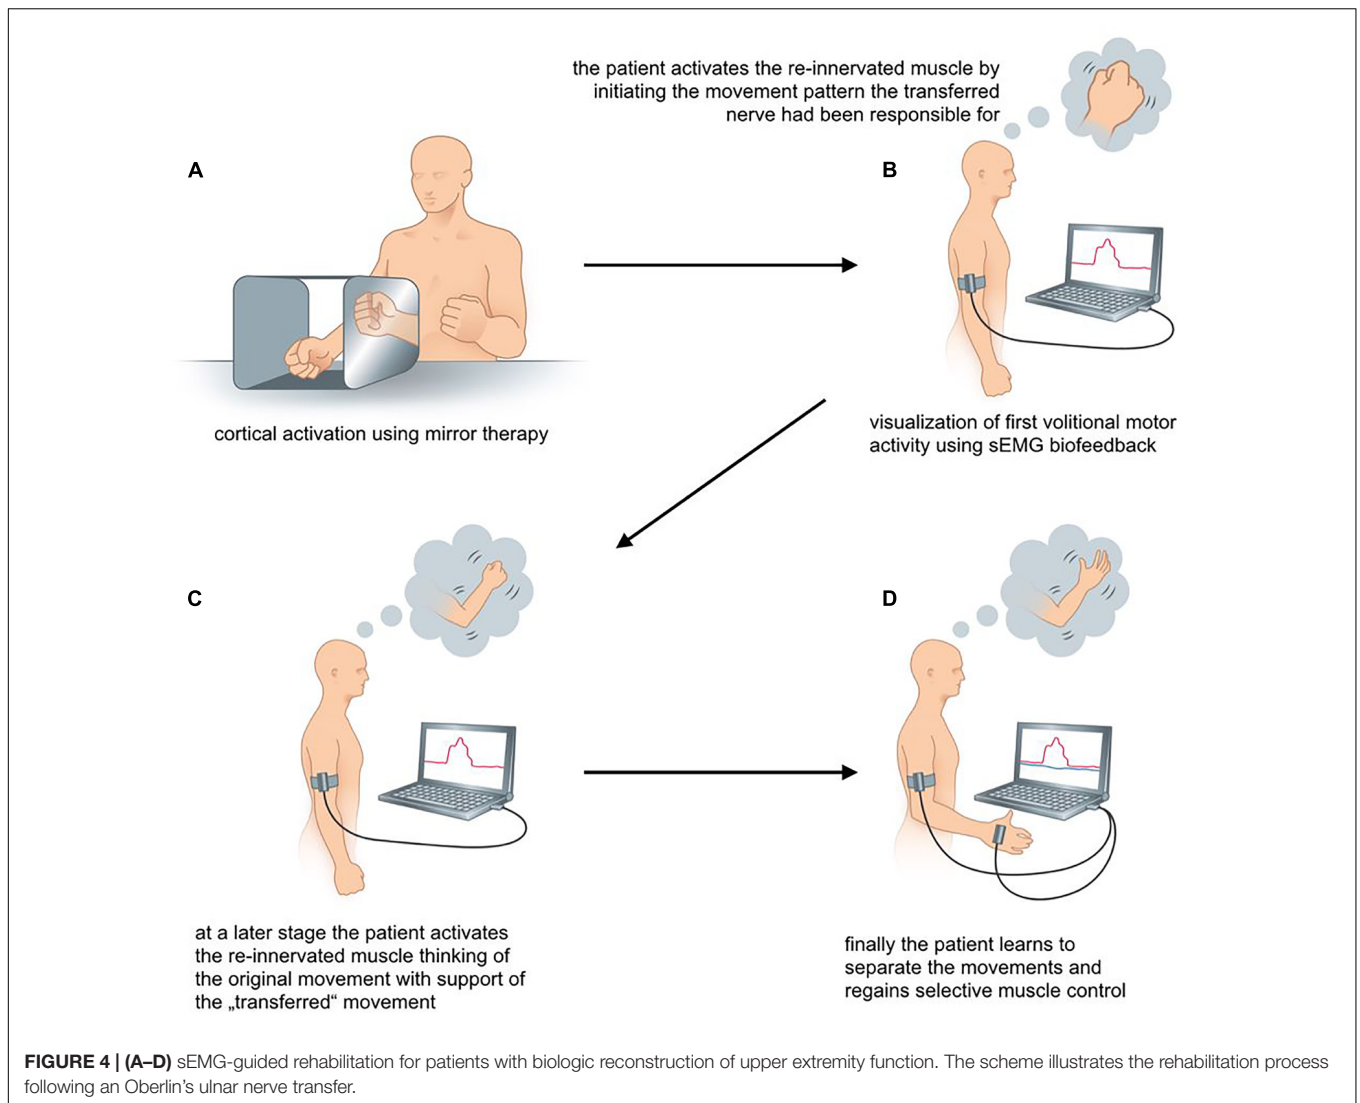 the patient activates the re-innervated muscle by
initiating the movement pattern the transferred
nerve had been responsible for
A
B
cortical activation using mirror therapy
visualization of first volitional motor
activity using sEMG biofeedback
C
D
at a later stage the patient activates
the re-innervated muscle thinking of
the original movement with support of
the „transferred“ movement
finally the patient learns to
separate the movements and
regains selective muscle control
FIGURE 4 | (A–D) sEMG-guided rehabilitation for patients with biologic reconstruction of upper extremity function. The scheme illustrates the rehabilitation process
following an Oberlin’s ulnar nerve transfer.